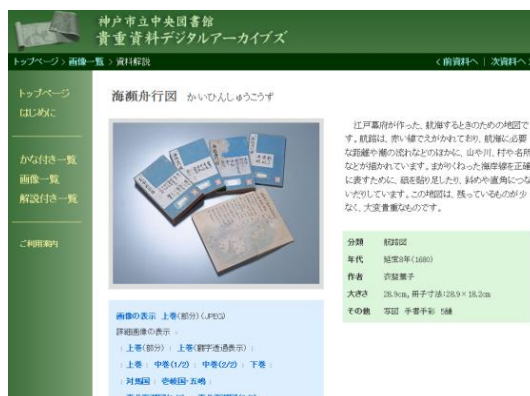 神戸市立中央図書館
貴重資料デジタルアーカイブズ
トップページ > 画像一覧 > 資料解説
< 前資料へ | 次資料へ >
トップページ
はじめに
かな付き一覧
画像一覧
解説付き一覧
ご利用案内
海瀕舟行図 かいひんしゅうこうず
江戸幕府が作った、航海するときのための地図で
す。航路は、赤い線でえがかれており、航海に必要
な距離や潮の流れなどのほかに、山や川、村や名所
などが描かれています。まがりくねった海岸線を正確
に表すために、紙を貼り足したり、斜めや直角につな
いだりしています。この地図は、残っているものが少
なく、大変貴重なものです。
分類 航路図
年代 延宝8年(1680)
作者 衣斐蓋子
大きさ 28.9cm, 冊子寸法:28.9×18.2cm
その他 写図 手書手彩 5舗
画像の表示 上巻(部分)(JPEG)
詳細画像の表示 :
: 上巻(部分) : 上巻(翻字透過表示) :
: 上巻 : 中巻(1/2) : 中巻(2/2) : 下巻 :
: 対馬国 : 壱岐国・五嶋 :